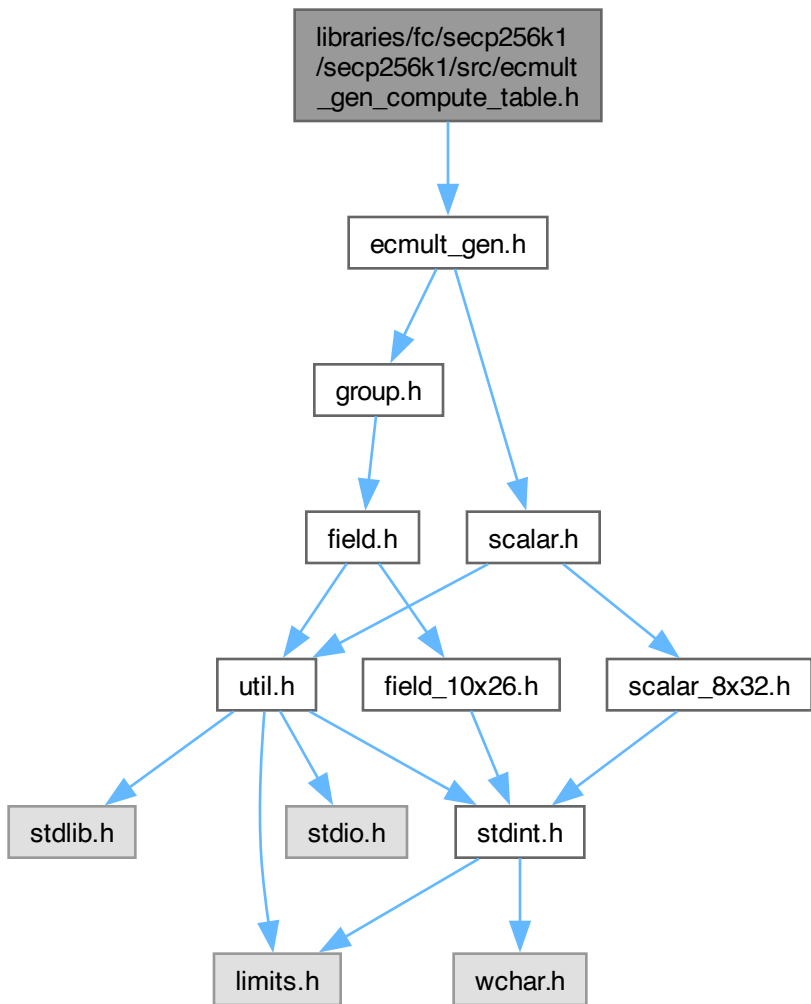 libraries/fc/secp256k1
/secp256k1/src/ecmult
_gen_compute_table.h
ecmult_gen.h
group.h
field.h
scalar.h
util.h
field_10x26.h
scalar_8x32.h
stdlib.h
stdio.h
stdint.h
limits.h
wchar.h